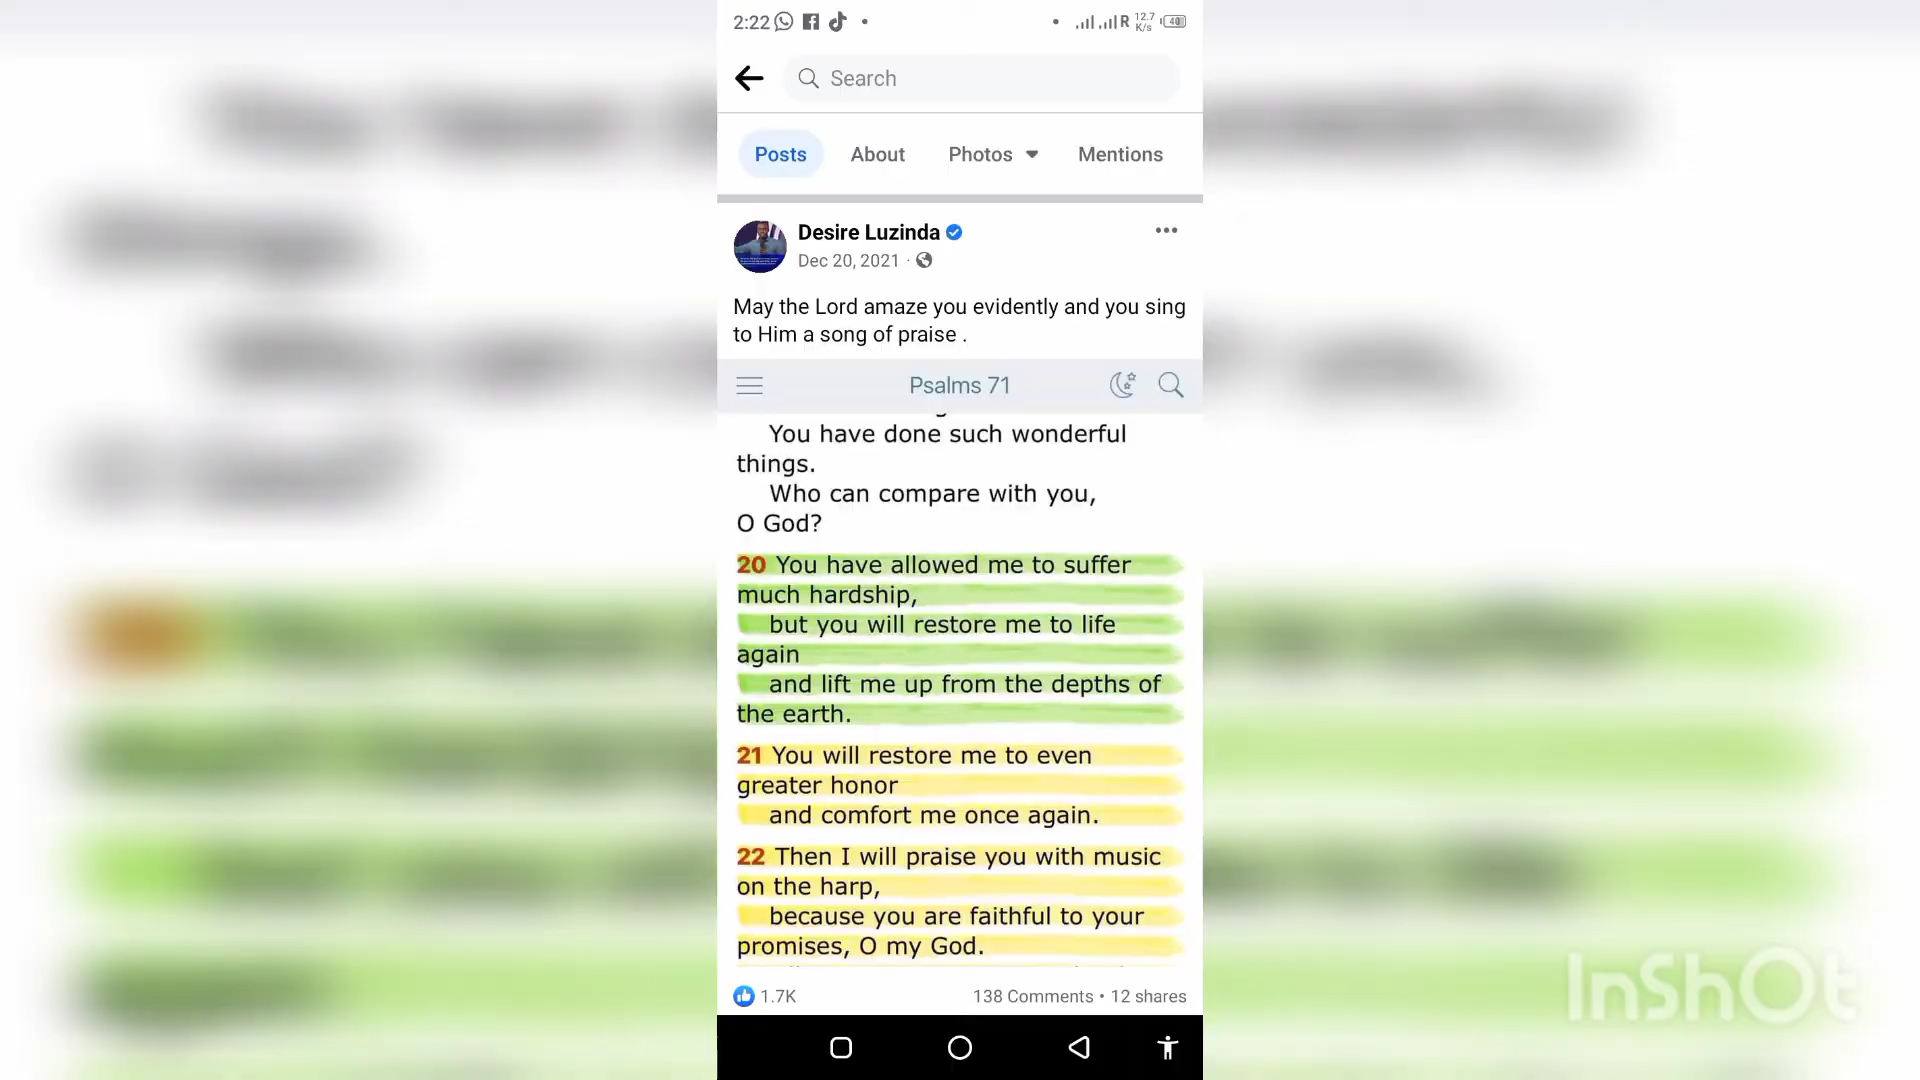 2:22
R 12.7 K/s 40
Search
Posts About Photos Mentions
Desire Luzinda
Dec 20, 2021 ·
May the Lord amaze you evidently and you sing
to Him a song of praise .
Psalms 71
You have done such wonderful
things.
Who can compare with you,
O God?
20 You have allowed me to suffer
much hardship,
but you will restore me to life
again
and lift me up from the depths of
the earth.
21 You will restore me to even
greater honor
and comfort me once again.
22 Then I will praise you with music
on the harp,
because you are faithful to your
promises, O my God.
1.7K 138 Comments • 12 shares
InShOt